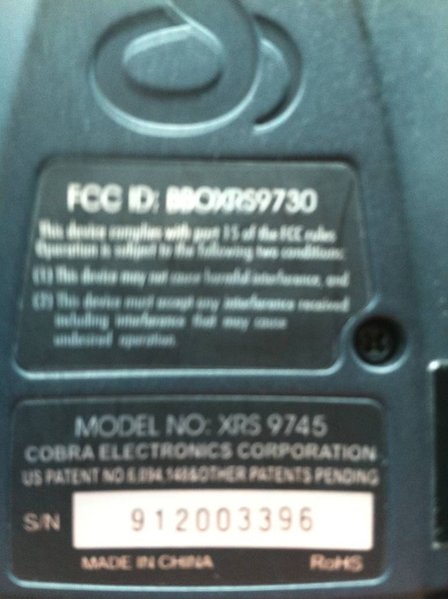 FCC ID: BBOXRS9730
This device complies with part 15 of the FCC rules
Operation is subject to the following two conditions:
(1) This device may not cause harmful interference, and
(2) This device must accept any interference received
including interference that may cause
undesired operation.
MODEL NO: XRS 9745
COBRA ELECTRONICS CORPORATION
US PATENT NO 6,894,148&OTHER PATENTS PENDING
S/N 912003396
MADE IN CHINA RoHS